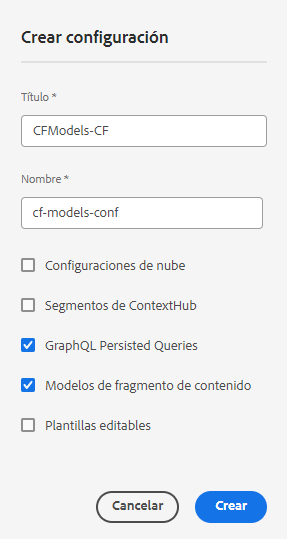 Crear configuración
Título *
CFModels-CF
Nombre *
cf-models-conf
Configuraciones de nube
Segmentos de ContextHub
GraphQL Persisted Queries
Modelos de fragmento de contenido
Plantillas editables
Cancelar
Crear